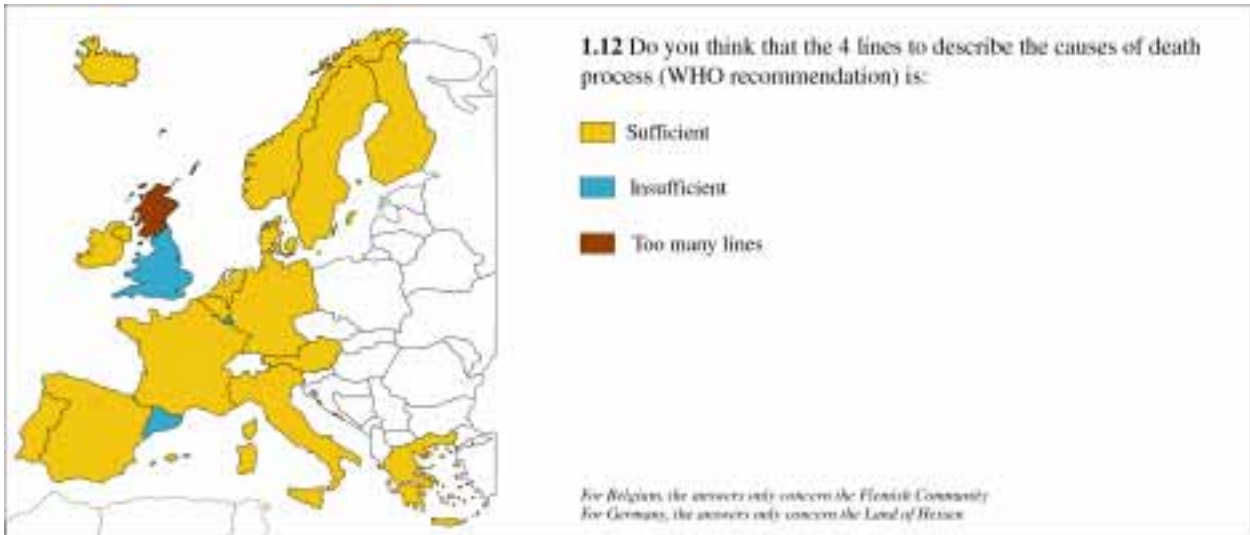 1.12 Do you think that the 4 lines to describe the causes of death
process (WHO recommendation) is:
Sufficient
Insufficient
Too many lines
For Belgium, the answers only concern the Flemish Community
For Germany, the answers only concern the Land of Hessen